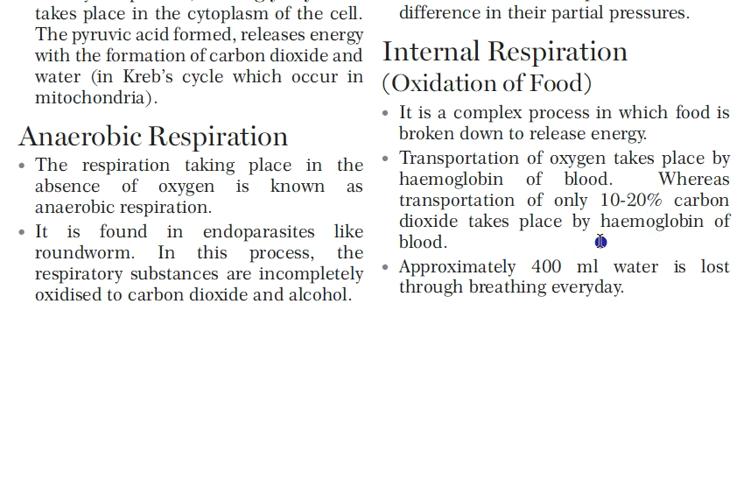 takes place in the cytoplasm of the cell.
The pyruvic acid formed, releases energy
with the formation of carbon dioxide and
water (in Kreb's cycle which occur in
mitochondria).
Anaerobic Respiration
• The respiration taking place in the
absence of oxygen is known as
anaerobic respiration.
• It is found in endoparasites like
roundworm. In this process, the
respiratory substances are incompletely
oxidised to carbon dioxide and alcohol.
difference in their partial pressures.
Internal Respiration
(Oxidation of Food)
• It is a complex process in which food is
broken down to release energy.
• Transportation of oxygen takes place by
haemoglobin of blood. Whereas
transportation of only 10-20% carbon
dioxide takes place by haemoglobin of
blood.
• Approximately 400 ml water is lost
through breathing everyday.